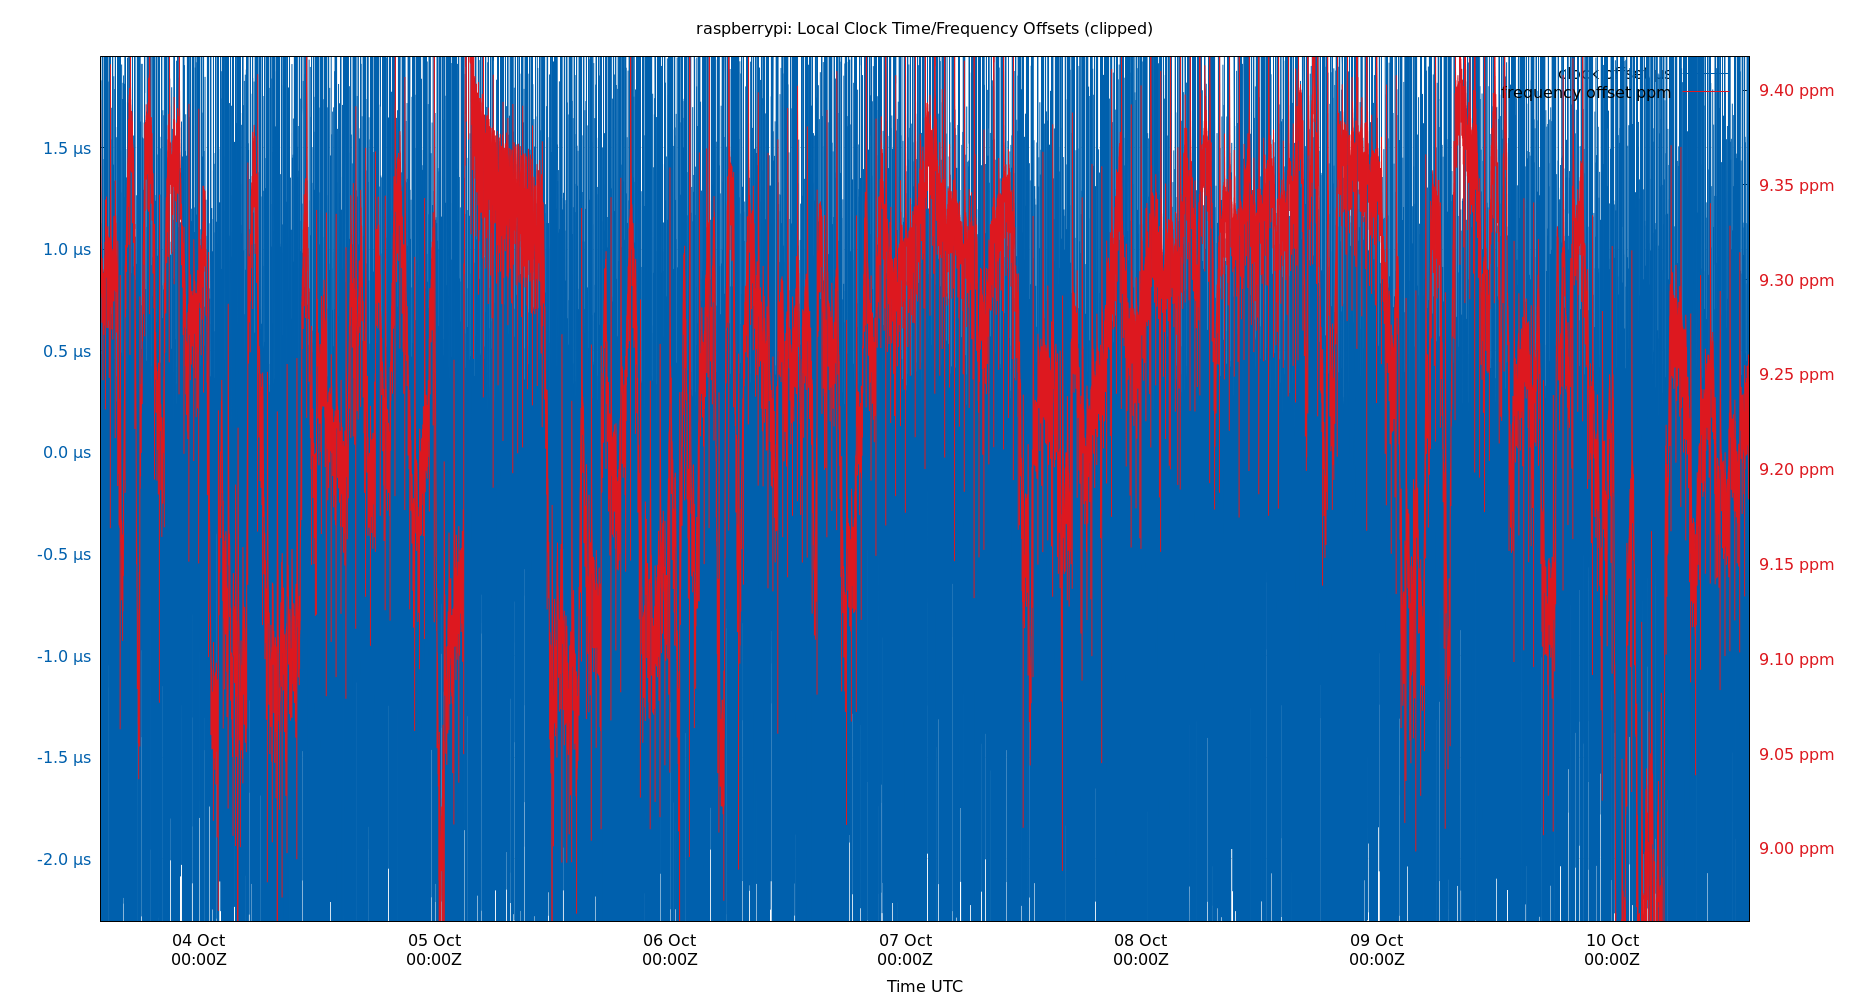 raspberrypi: Local Clock Time/Frequency Offsets (clipped)
clock offset µs
frequency offset ppm
1.5 µs
1.0 µs
0.5 µs
0.0 µs
-0.5 µs
-1.0 µs
-1.5 µs
-2.0 µs
9.40 ppm
9.35 ppm
9.30 ppm
9.25 ppm
9.20 ppm
9.15 ppm
9.10 ppm
9.05 ppm
9.00 ppm
04 Oct 05 Oct 06 Oct 07 Oct 08 Oct 09 Oct 10 Oct
00:00Z 00:00Z 00:00Z 00:00Z 00:00Z 00:00Z 00:00Z
Time UTC